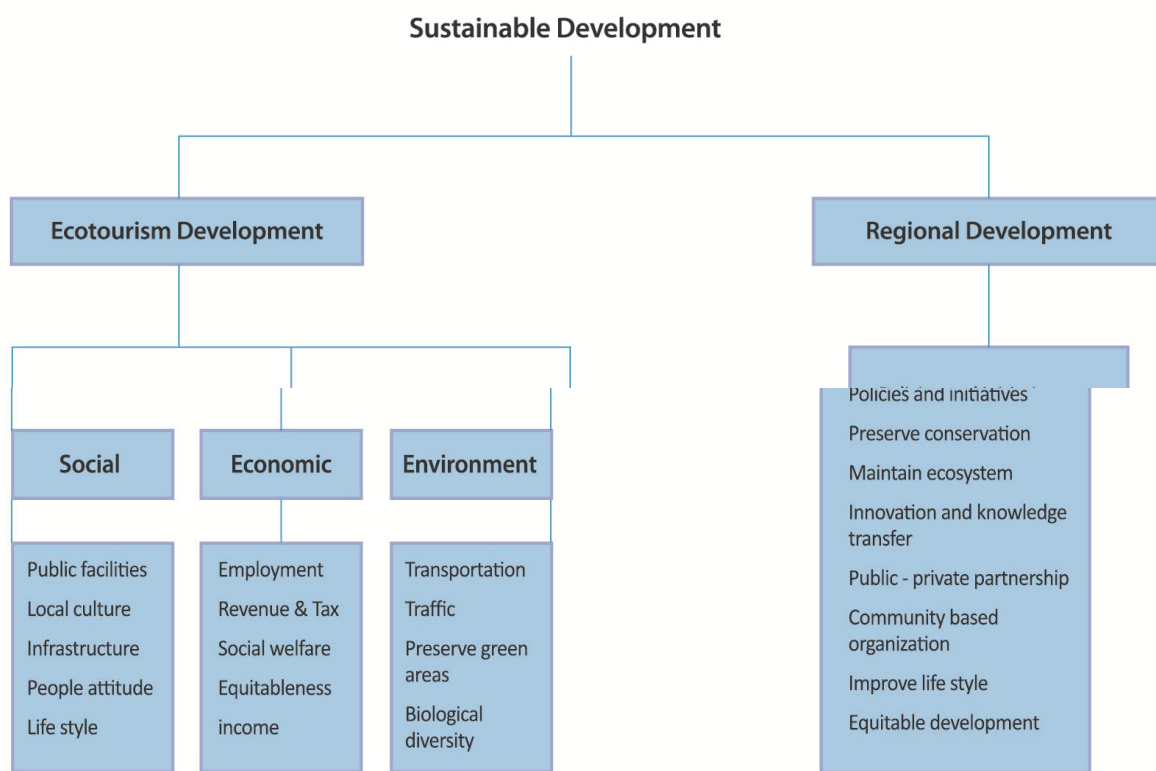 Sustainable Development
Ecotourism Development
Regional Development
Social
Economic
Environment
Public facilities
Local culture
Infrastructure
People attitude
Life style
Employment
Revenue & Tax
Social welfare
Equitableness
income
Transportation
Traffic
Preserve green
areas
Biological
diversity
Policies and initiatives
Preserve conservation
Maintain ecosystem
Innovation and knowledge
transfer
Public - private partnership
Community based
organization
Improve life style
Equitable development